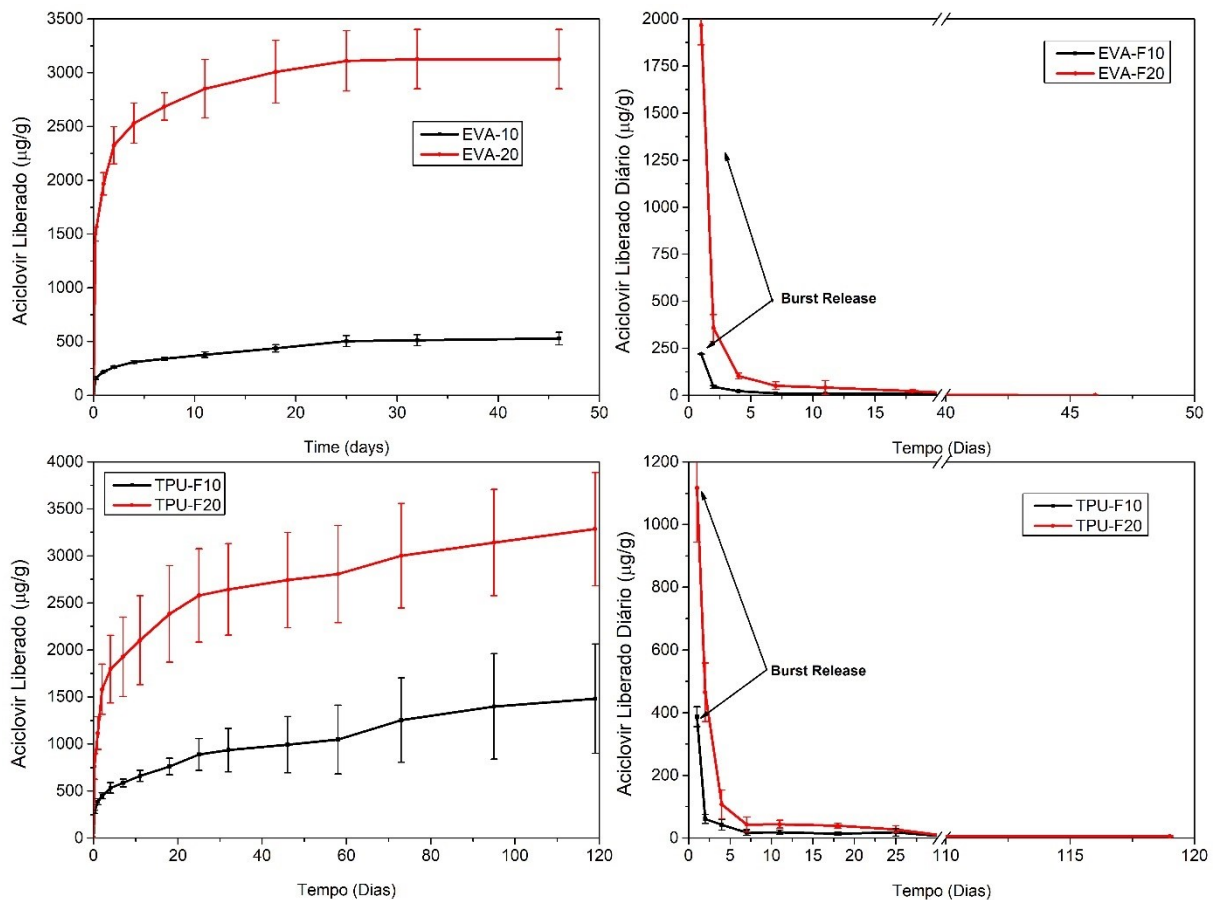 Aciclovir Liberado (µg/g)
3500
3000
2500
2000
1500
1000
500
0
EVA-10
EVA-20
0 10 20 30 40 50
Time (days)
Aciclovir Liberado Diário (µg/g)
2000
1750
1500
1250
1000
750
500
250
0
EVA-F10
EVA-F20
Burst Release
0 5 10 15 40 45 50
Tempo (Dias)
Aciclovir Liberado (µg/g)
4000
3500
3000
2500
2000
1500
1000
500
0
TPU-F10
TPU-F20
0 20 40 60 80 100 120
Tempo (Dias)
Aciclovir Liberado Diário (µg/g)
1200
1000
800
600
400
200
0
TPU-F10
TPU-F20
Burst Release
0 5 10 15 20 25 110 115 120
Tempo (Dias)